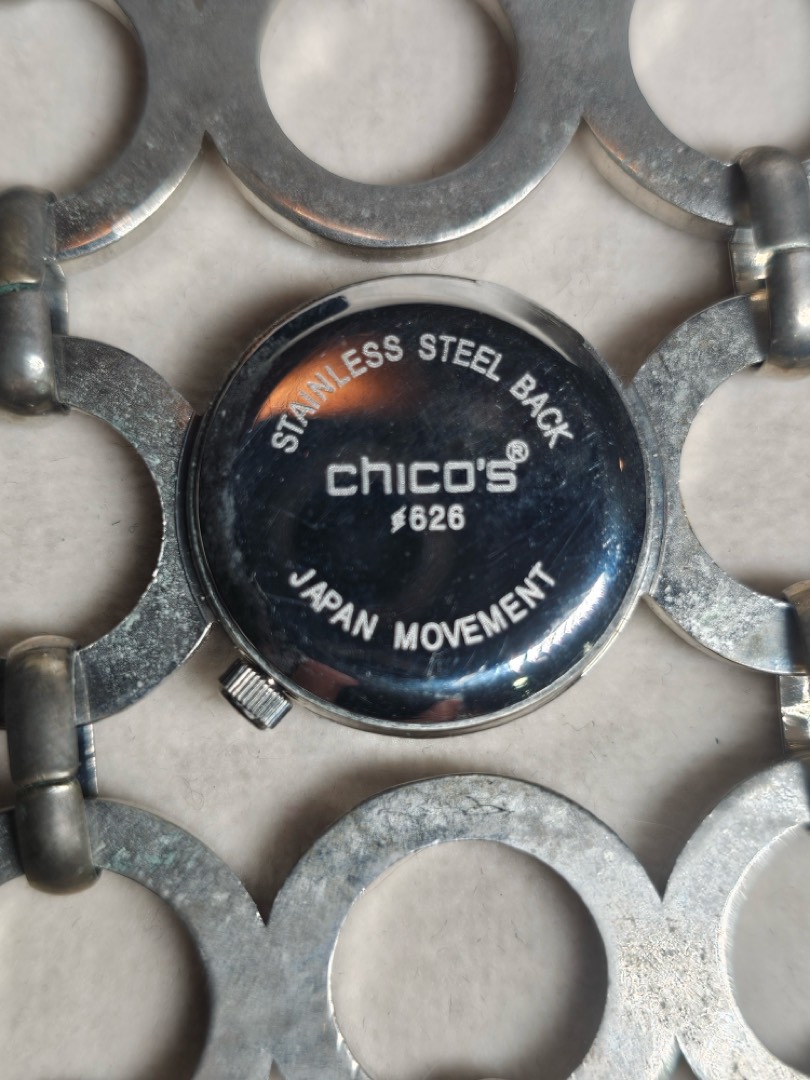 STAINLESS STEEL BACK
chico's®
626
JAPAN MOVEMENT